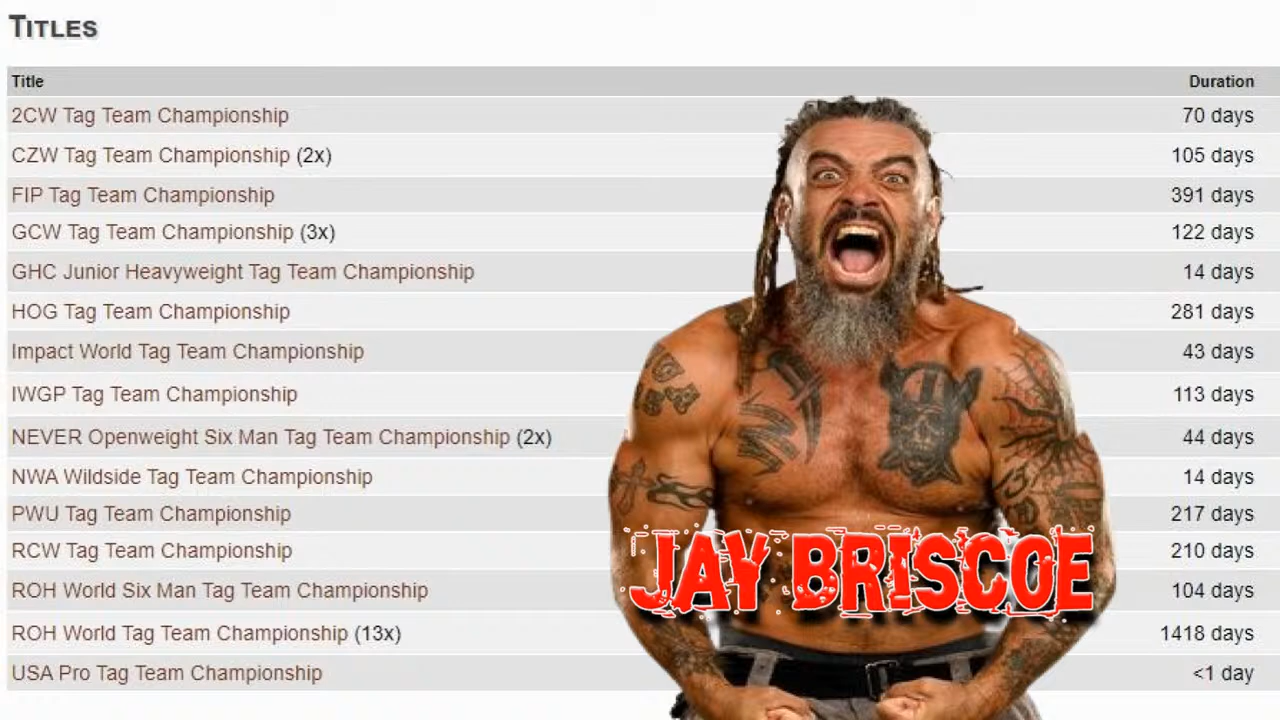 TITLES
Title Duration
2CW Tag Team Championship 70 days
CZW Tag Team Championship (2x) 105 days
FIP Tag Team Championship 391 days
GCW Tag Team Championship (3x) 122 days
GHC Junior Heavyweight Tag Team Championship 14 days
HOG Tag Team Championship 281 days
Impact World Tag Team Championship 43 days
IWGP Tag Team Championship 113 days
NEVER Openweight Six Man Tag Team Championship (2x) 44 days
NWA Wildside Tag Team Championship 14 days
PWU Tag Team Championship 217 days
RCW Tag Team Championship 210 days
ROH World Six Man Tag Team Championship 104 days
ROH World Tag Team Championship (13x) 1418 days
USA Pro Tag Team Championship <1 day
JAY BRISCOE